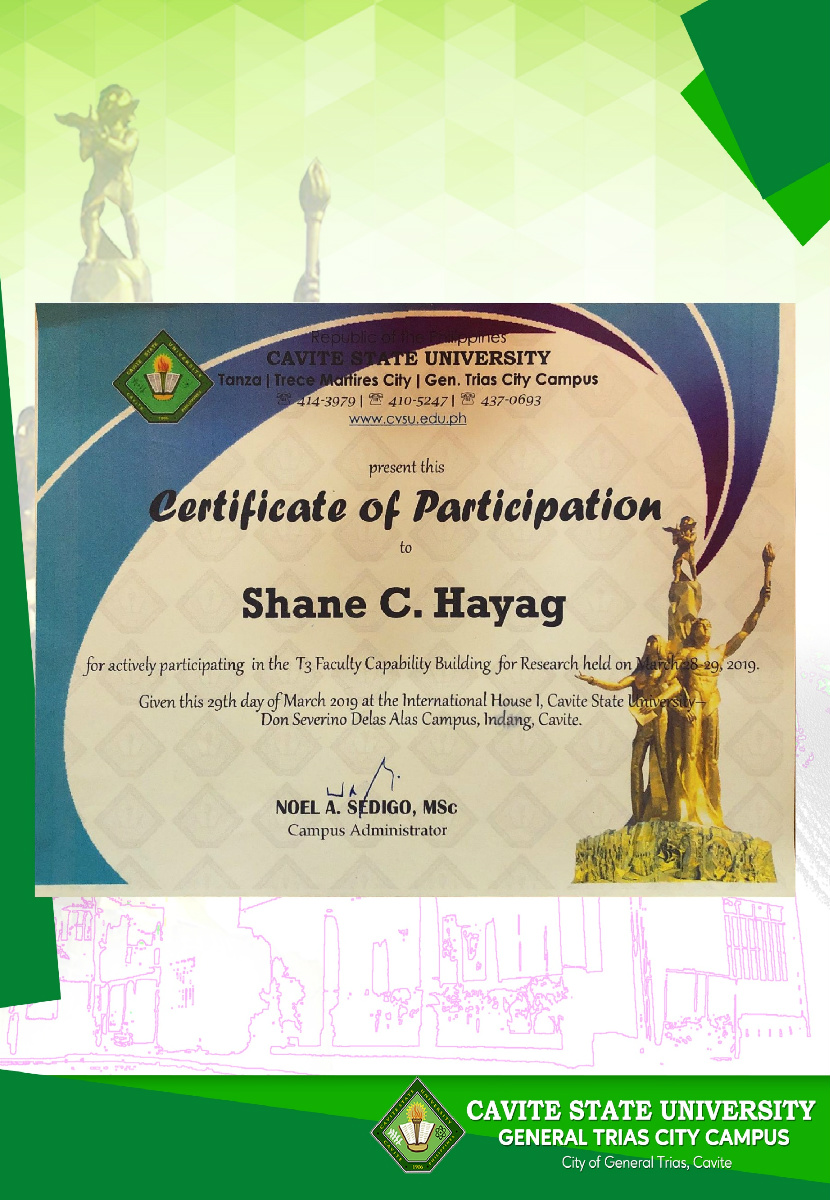 Republic of the Philippines
CAVITE STATE UNIVERSITY
Tanza | Trece Martires City | Gen. Trias City Campus
☏ 414-3979 | ☏ 410-5247 | ☏ 437-0693
www.cvsu.edu.ph
present this
Certificate of Participation
to
Shane C. Hayag
for actively participating in the T3 Faculty Capability Building for Research held on March 28-29, 2019.
Given this 29th day of March 2019 at the International House I, Cavite State University–
Don Severino Delas Alas Campus, Indang, Cavite.
NOEL A. SEDIGO, MSc
Campus Administrator
CAVITE STATE UNIVERSITY
GENERAL TRIAS CITY CAMPUS
City of General Trias, Cavite